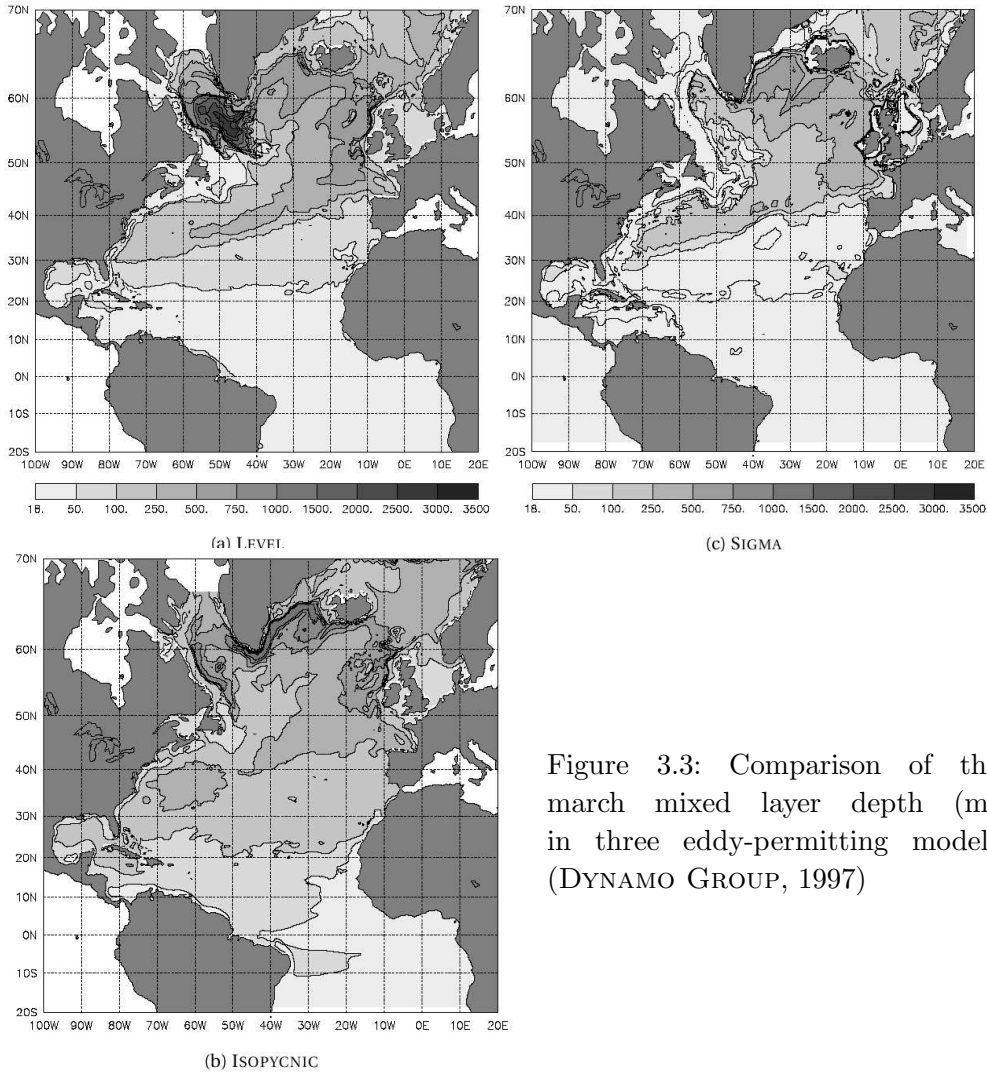 70N
60N
50N
40N
30N
20N
10N
0N
10S
20S
100W 90W 80W 70W 60W 50W 40W 30W 20W 10W 0E 10E 20E
18. 50. 100. 250. 500. 750. 1000. 1500. 2000. 2500. 3000. 3500
(a) LEVEL
70N
60N
50N
40N
30N
20N
10N
0N
10S
20S
100W 90W 80W 70W 60W 50W 40W 30W 20W 10W 0E 10E 20E
18. 50. 100. 250. 500. 750. 1000. 1500. 2000. 2500. 3000. 3500
(c) SIGMA
70N
60N
50N
40N
30N
20N
10N
0N
10S
20S
100W 90W 80W 70W 60W 50W 40W 30W 20W 10W 0E 10E 20E
(b) ISOPYCNIC
Figure 3.3: Comparison of th
march mixed layer depth (m
in three eddy-permitting model
(DYNAMO GROUP, 1997)